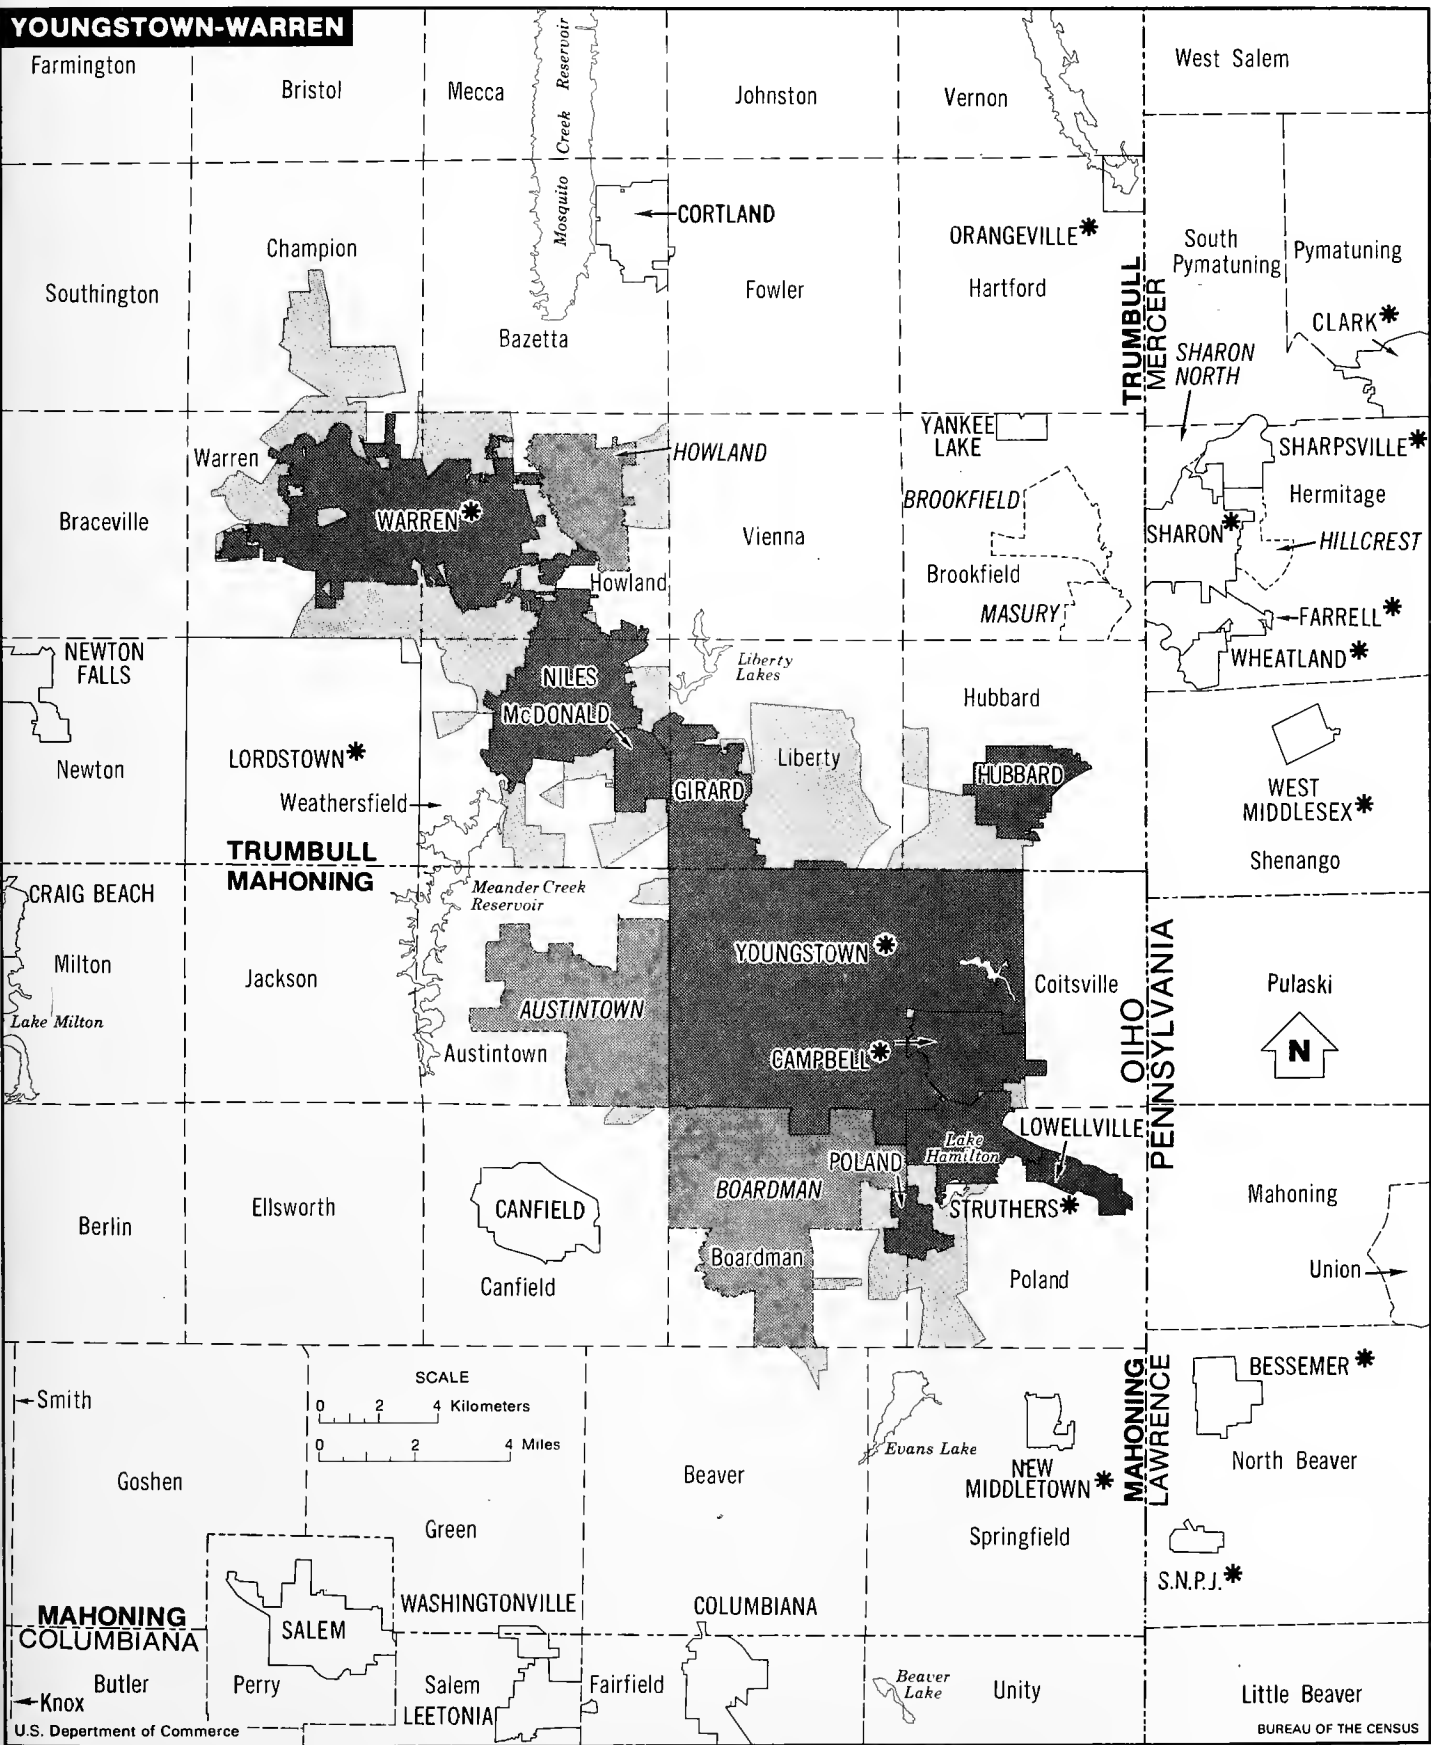 YOUNGSTOWN-WARREN
Farmington
Bristol
Mecca
Mosquito Creek Reservoir
Johnston
Vernon
West Salem
CORTLAND
ORANGEVILLE*
South
Pymatuning
Pymatuning
Champion
Southington
Fowler
Hartford
TRUMBULL
MERCER
CLARK*
Bazetta
SHARON
NORTH
YANKEE
LAKE
SHARPSVILLE*
Warren
HOWLAND
Hermitage
BROOKFIELD
Braceville
WARREN*
Vienna
SHARON*
HILLCREST
Howland
Brookfield
MASURY
FARRELL*
NEWTON
FALLS
NILES
Liberty
Lakes
WHEATLAND*
Hubbard
McDONALD
LORDSTOWN*
Liberty
HUBBARD
Newton
GIRARD
WEST
MIDDLESEX*
Weathersfield
TRUMBULL
MAHONING
Shenango
CRAIG BEACH
Meander Creek
Reservoir
YOUNGSTOWN*
Milton
Jackson
Coitsville
Pulaski
OIHO
PENNSYLVANIA
Lake Milton
AUSTINTOWN
Austintown
CAMPBELL*
N
LOWELLVILLE
Lake
Hamilton
POLAND
BOARDMAN
Ellsworth
CANFIELD
STRUTHERS*
Mahoning
Berlin
Boardman
Canfield
Poland
Union
SCALE
0 2 4 Kilometers
0 2 4 Miles
Smith
MAHONING
LAWRENCE
BESSEMER*
Evans Lake
Goshen
Beaver
NEW
MIDDLETOWN*
North Beaver
Green
Springfield
S.N.P.J.*
WASHINGTONVILLE
COLUMBIANA
MAHONING
COLUMBIANA
SALEM
Butler
Perry
Salem
Fairfield
Beaver
Lake
Unity
Little Beaver
Knox
LEETONIA
U.S. Department of Commerce
BUREAU OF THE CENSUS